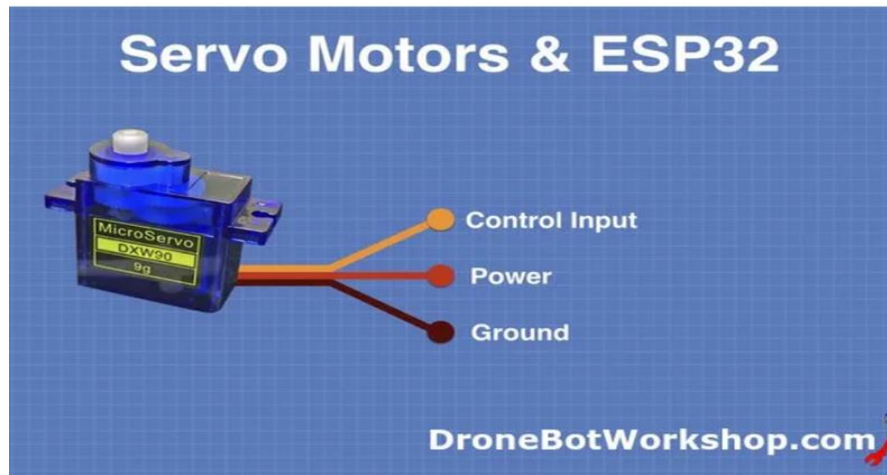 Servo Motors & ESP32
MicroServo
DXW90
9g
Control Input
Power
Ground
DroneBotWorkshop.com